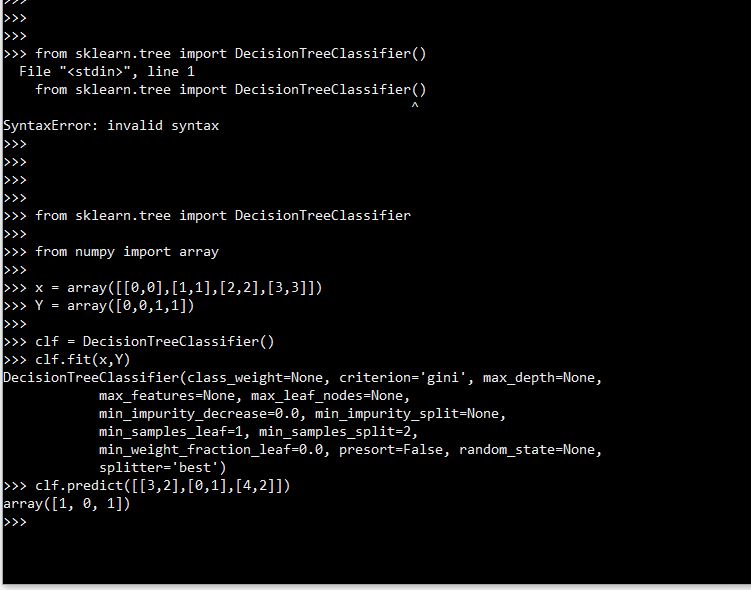 >>>
>>>
>>>
>>> from sklearn.tree import DecisionTreeClassifier()
  File "<stdin>", line 1
    from sklearn.tree import DecisionTreeClassifier()
                                                   ^
SyntaxError: invalid syntax
>>>
>>>
>>>
>>>
>>> from sklearn.tree import DecisionTreeClassifier
>>>
>>> from numpy import array
>>>
>>> x = array([[0,0],[1,1],[2,2],[3,3]])
>>> Y = array([0,0,1,1])
>>>
>>> clf = DecisionTreeClassifier()
>>> clf.fit(x,Y)
DecisionTreeClassifier(class_weight=None, criterion='gini', max_depth=None,
            max_features=None, max_leaf_nodes=None,
            min_impurity_decrease=0.0, min_impurity_split=None,
            min_samples_leaf=1, min_samples_split=2,
            min_weight_fraction_leaf=0.0, presort=False, random_state=None,
            splitter='best')
>>> clf.predict([[3,2],[0,1],[4,2]])
array([1, 0, 1])
>>>